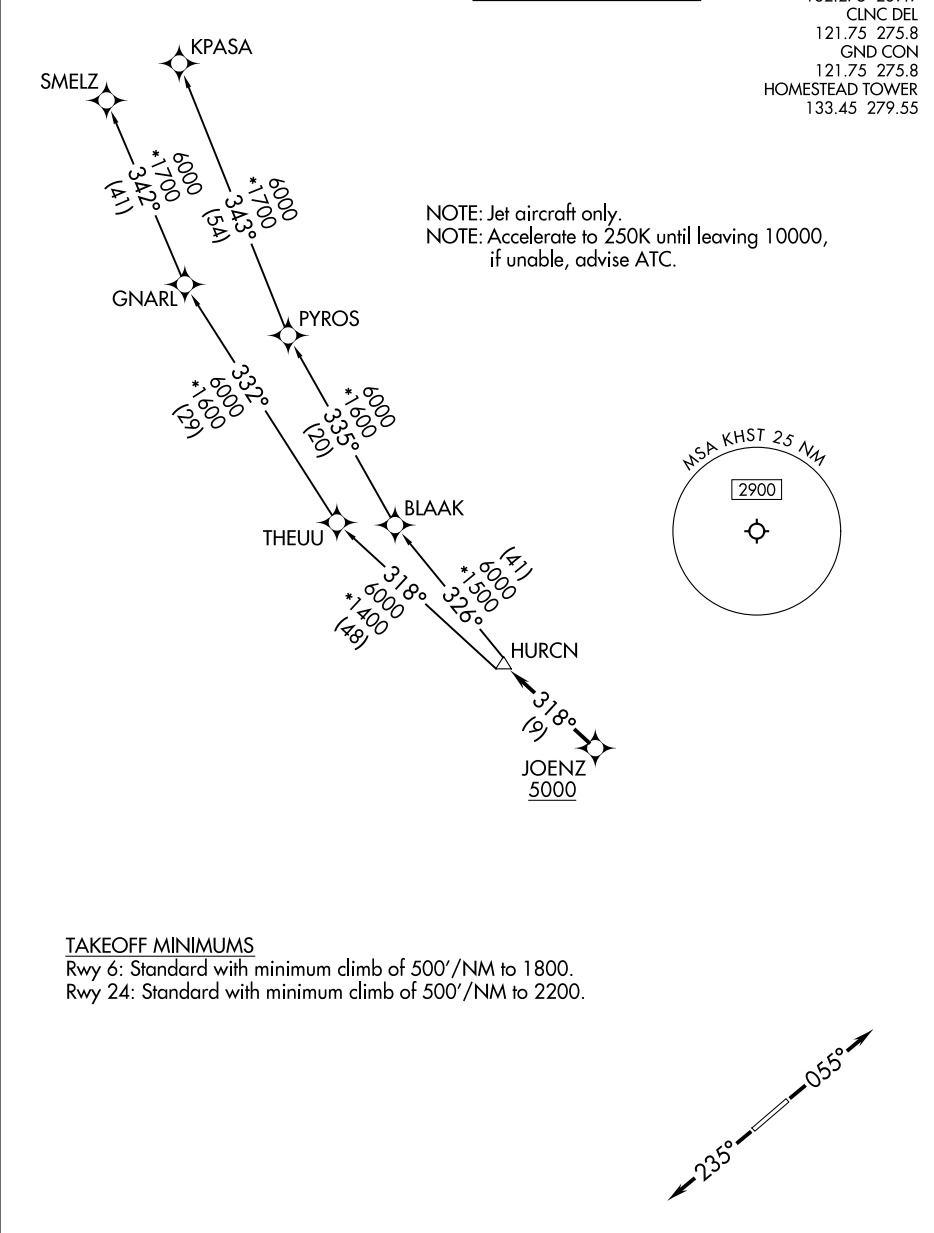 CLNC DEL
121.75 275.8
GND CON
121.75 275.8
HOMESTEAD TOWER
133.45 279.55
KPASA
SMELZ
6000
*1700
342°
(41)
6000
*1700
343°
(54)
NOTE: Jet aircraft only.
NOTE: Accelerate to 250K until leaving 10000,
if unable, advise ATC.
GNARL
PYROS
332°
6000
*1600
(29)
6000
*1600
335°
(20)
MSA KHST 25 NM
2900
BLAAK
THEUU
318°
6000
*1400
(48)
(41)
6000
*1500
326°
HURCN
318°
(9)
JOENZ
5000
TAKEOFF MINIMUMS
Rwy 6: Standard with minimum climb of 500'/NM to 1800.
Rwy 24: Standard with minimum climb of 500'/NM to 2200.
055°
235°